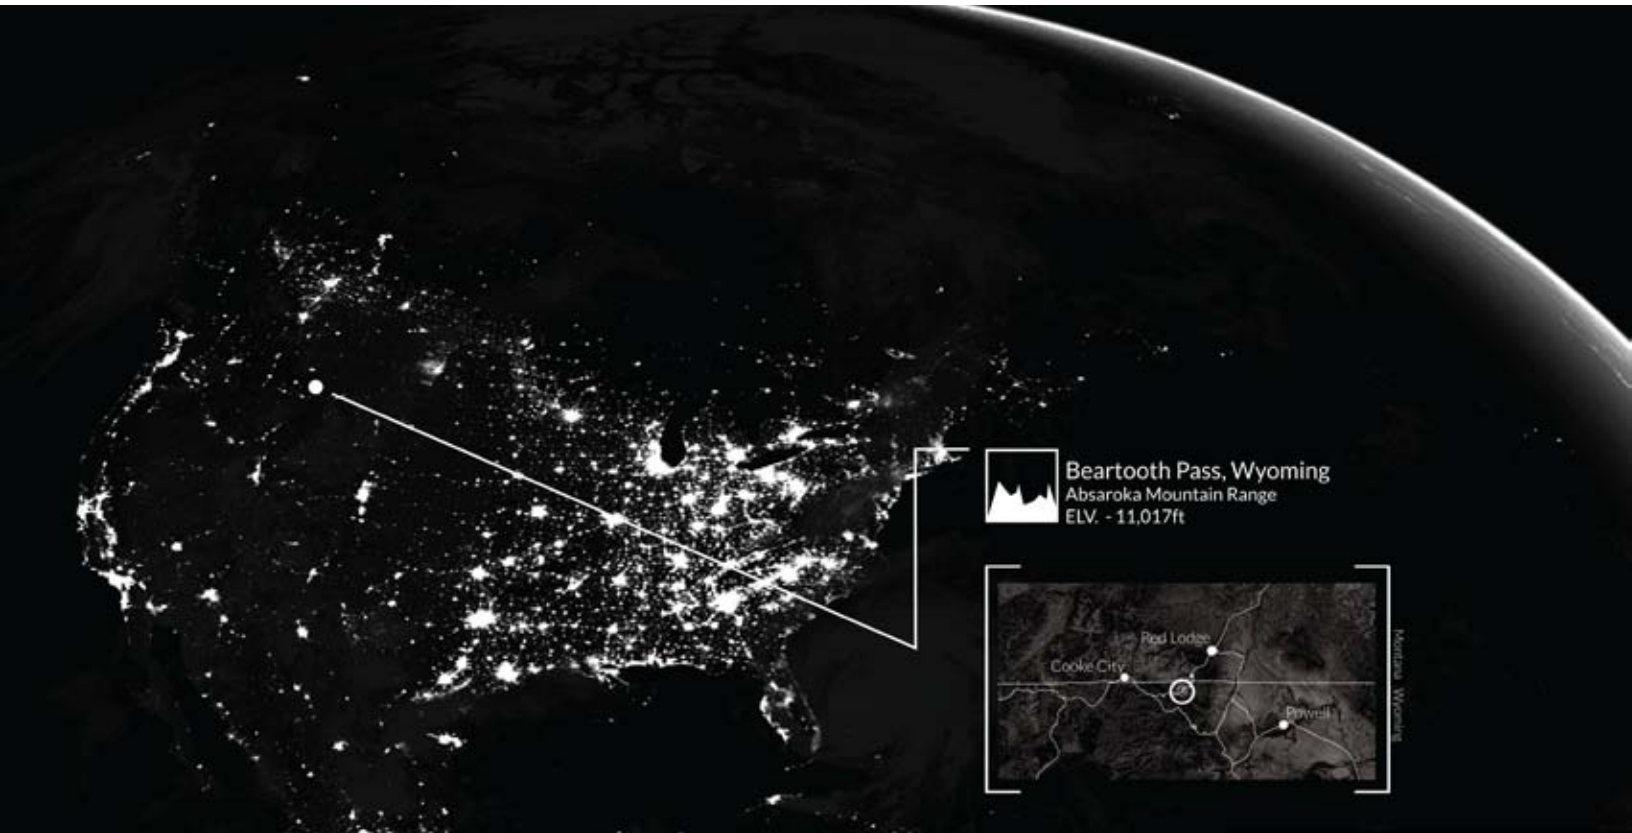 Beartooth Pass, Wyoming
Absaroka Mountain Range
ELV. - 11,017ft
Red Lodge
Cooke City
Powell
Montana
Wyoming